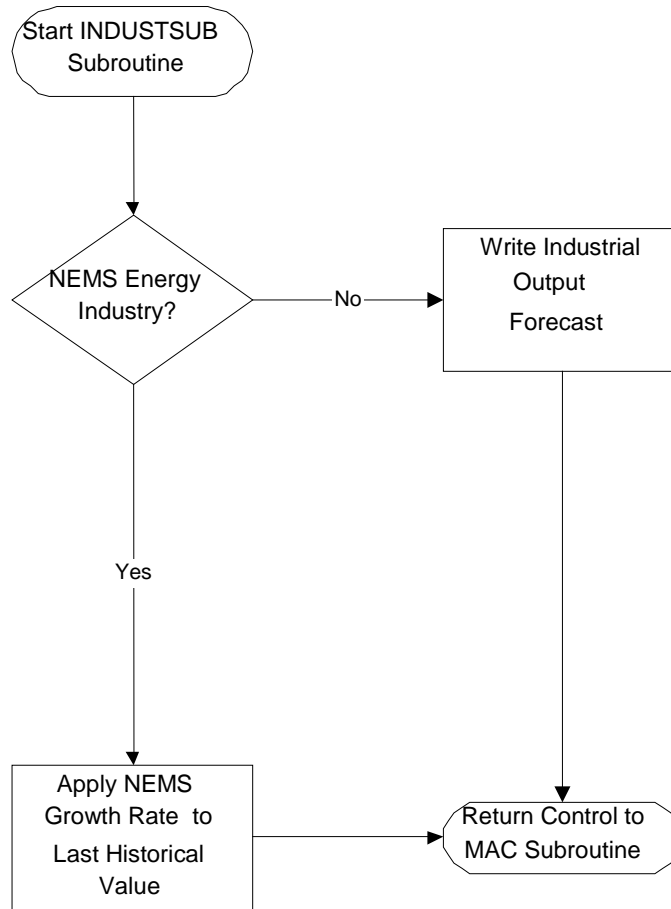 Start INDUSTSUB
Subroutine
NEMS Energy
Industry?
No
Write Industrial
Output
Forecast
Yes
Apply NEMS
Growth Rate to
Last Historical
Value
Return Control to
MAC Subroutine